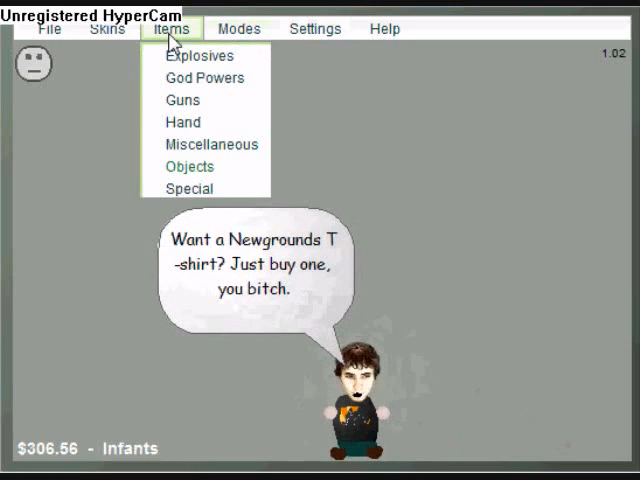 Unregistered HyperCam
File Skins Items Modes Settings Help
1.02
Explosives
God Powers
Guns
Hand
Miscellaneous
Objects
Special
Want a Newgrounds T
-shirt? Just buy one,
you bitch.
$306.56 - Infants